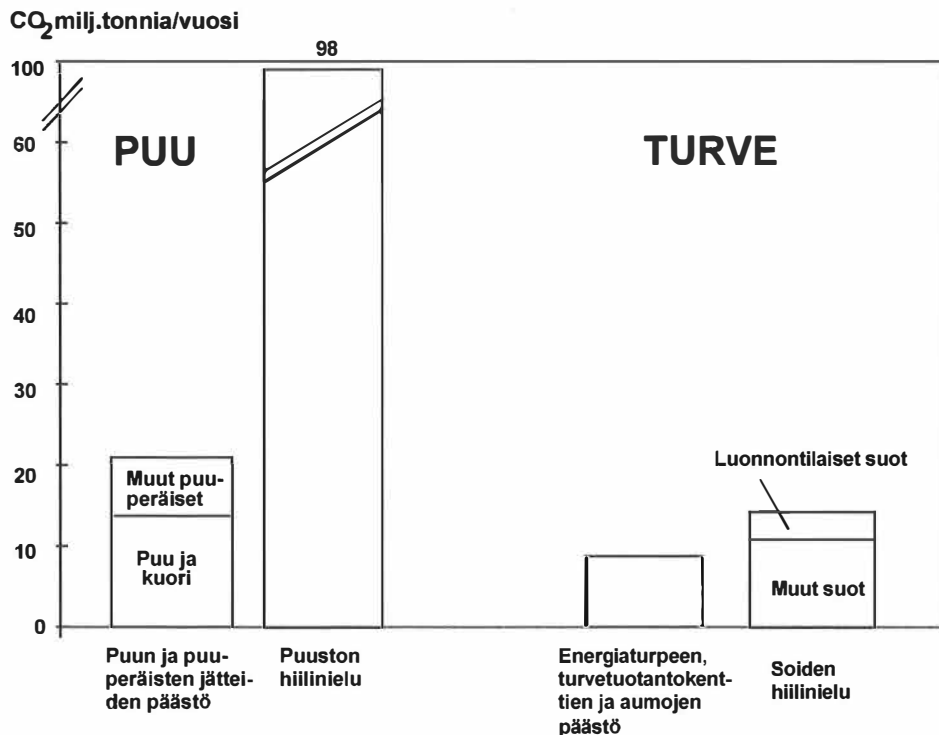 CO2 milj.tonnia/vuosi
98
100
60
50
40
30
20
10
0
PUU
TURVE
Muut puu-
peräiset
Puu ja
kuori
Luonnontilaiset suot
Muut suot
Puun ja puu-
peräisten jättei-
den päästö
Puuston
hiilinielu
Energiaturpeen,
turvetuotantokent-
tien ja aumojen
päästö
Soiden
hiilinielu